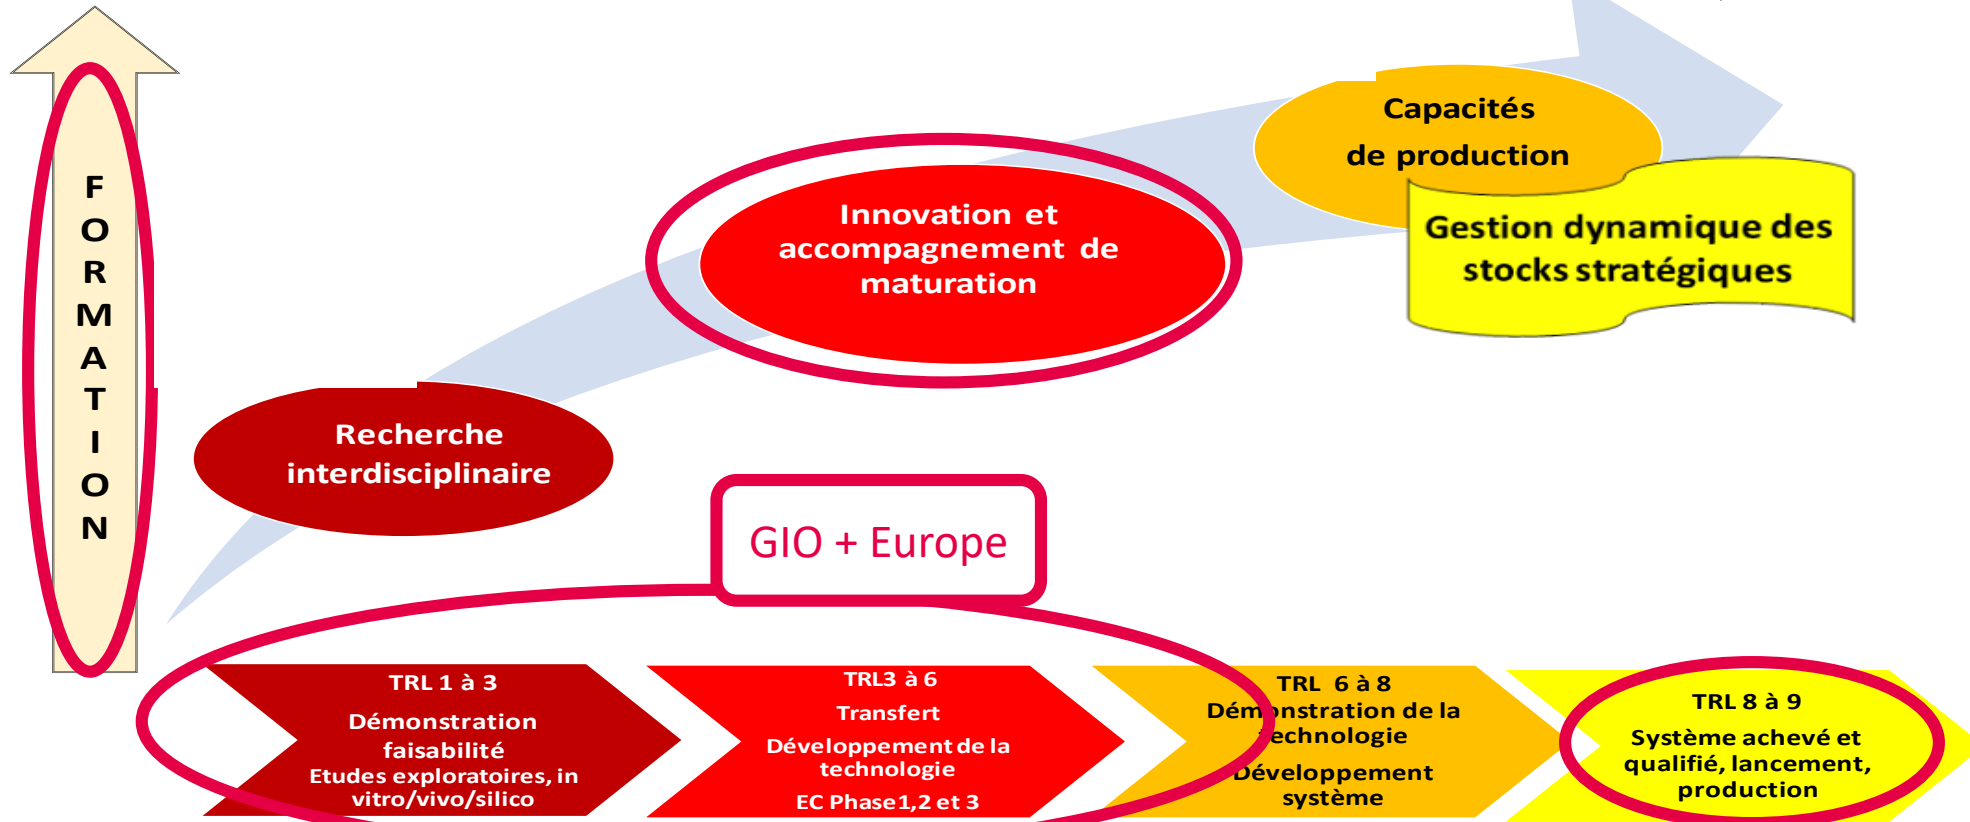 FORMATION
Capacités
de production
Gestion dynamique des
stocks stratégiques
Innovation et
accompagnement de
maturation
Recherche
interdisciplinaire
GIO + Europe
TRL 1 à 3
Démonstration
faisabilité
Etudes exploratoires, in
vitro/vivo/silico
TRL3 à 6
Transfert
Développement de la
technologie
EC Phase1,2 et 3
TRL 6 à 8
Démonstration de la
technologie
Développement
système
TRL 8 à 9
Système achevé et
qualifié, lancement,
production